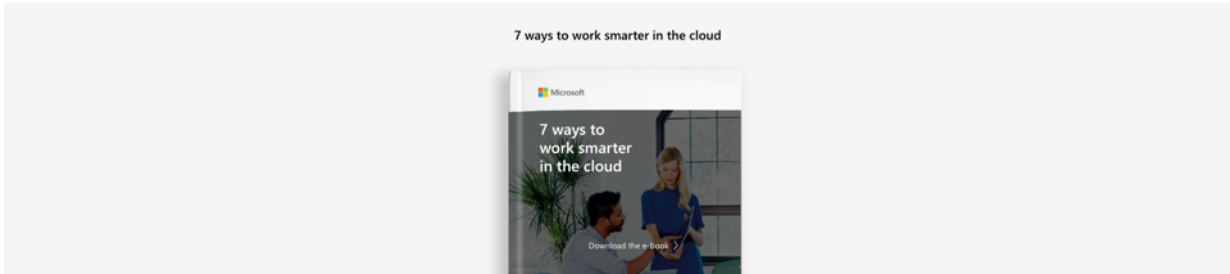 7 ways to work smarter in the cloud
Microsoft
7 ways to
work smarter
in the cloud
Download the e-book